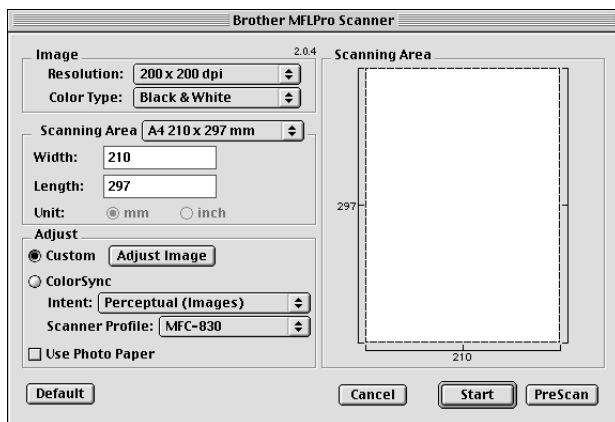 Brother MFLPro Scanner
Image 2.0.4
Resolution: 200 x 200 dpi
Color Type: Black & White
Scanning Area A4 210 x 297 mm
Width: 210
Length: 297
Unit: mm inch
Adjust
Custom Adjust Image
ColorSync
Intent: Perceptual (Images)
Scanner Profile: MFC-830
Use Photo Paper
Default
Scanning Area
297
210
Cancel Start PreScan